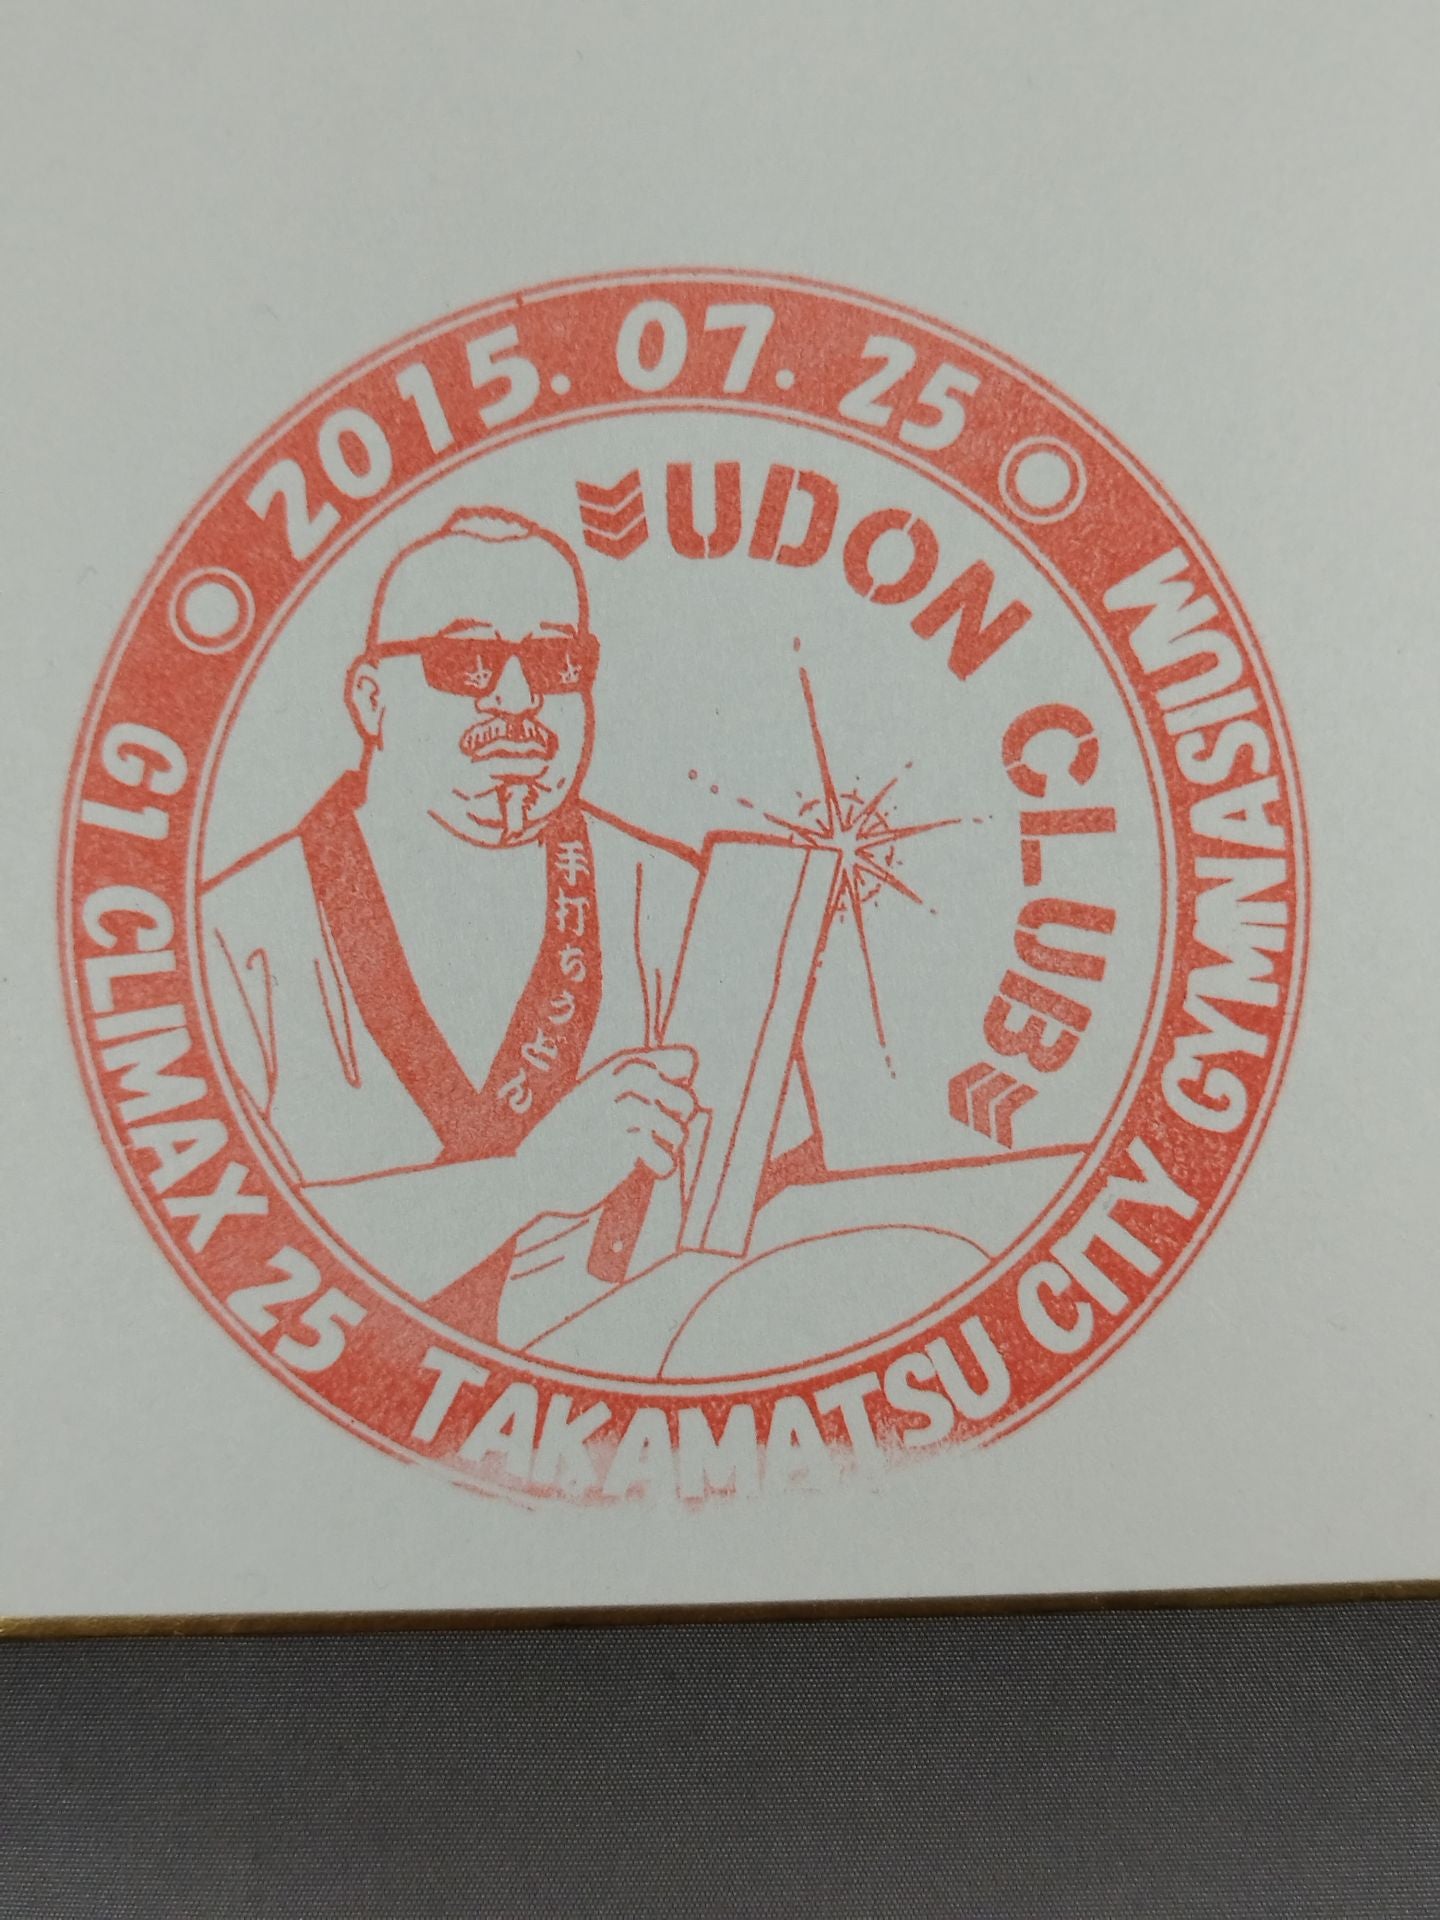 2015. 07. 25
UDON CLUB
手打ちうどん
G1 CLIMAX 25 TAKAMATSU CITY GYMNASIUM